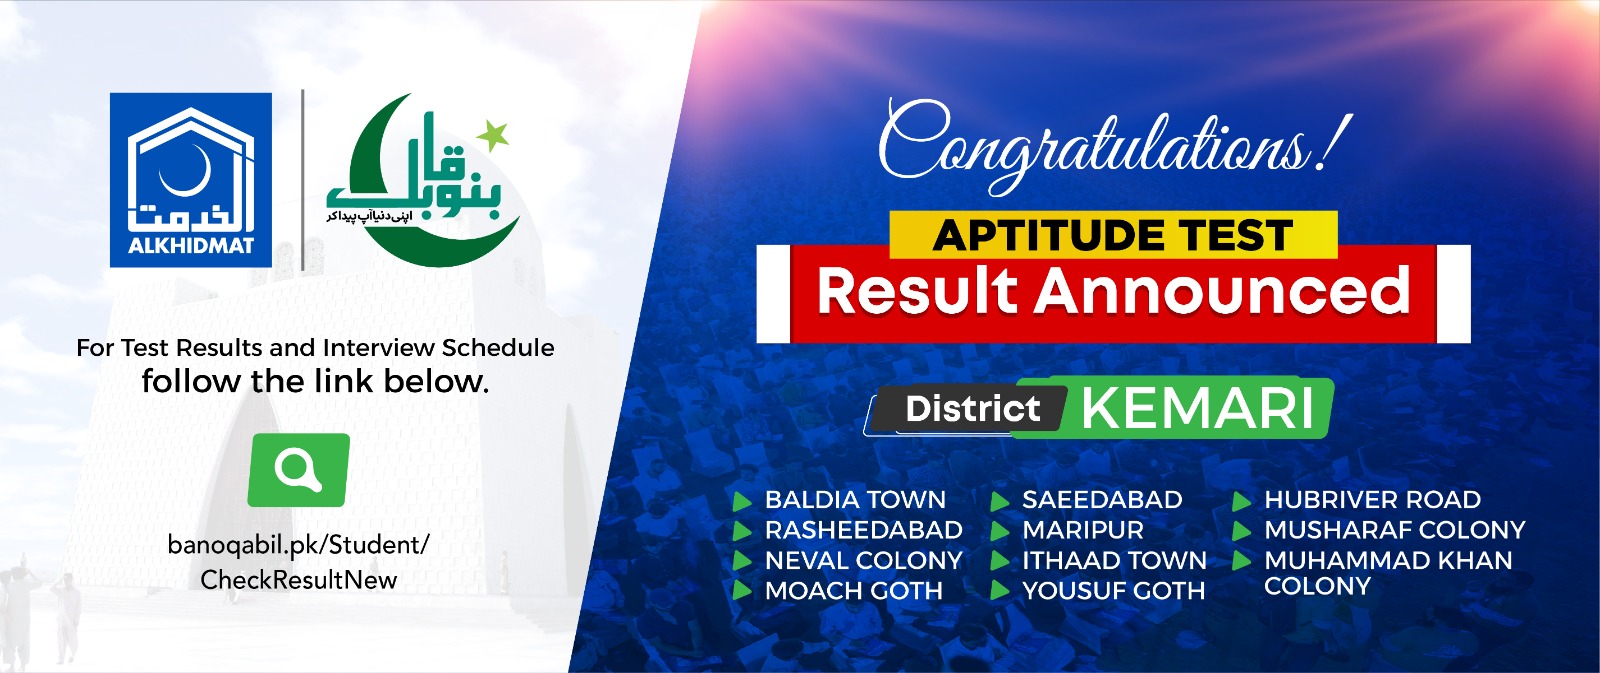 الخدمت
ALKHIDMAT
بنو قابل
اپنی دنیا آپ پیدا کر
For Test Results and Interview Schedule
follow the link below.
banoqabil.pk/Student/
CheckResultNew
Congratulations!
APTITUDE TEST
Result Announced
District KEMARI
BALDIA TOWN
RASHEEDABAD
NEVAL COLONY
MOACH GOTH
SAEEDABAD
MARIPUR
ITHAAD TOWN
YOUSUF GOTH
HUBRIVER ROAD
MUSHARAF COLONY
MUHAMMAD KHAN
COLONY